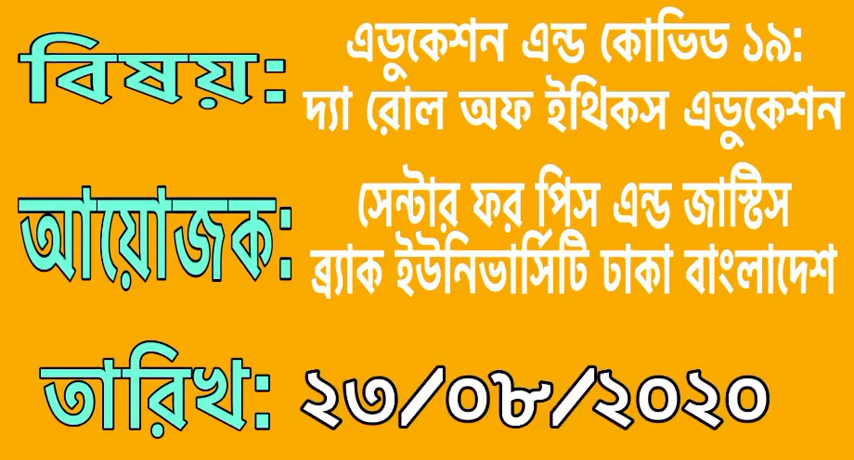 বিষয়: এডুকেশন এন্ড কোভিড ১৯:
দ্যা রোল অফ ইথিকস এডুকেশন
আয়োজক: সেন্টার ফর পিস এন্ড জাস্টিস
ব্র্যাক ইউনিভার্সিটি ঢাকা বাংলাদেশ
তারিখ: ২৩/০৮/২০২০